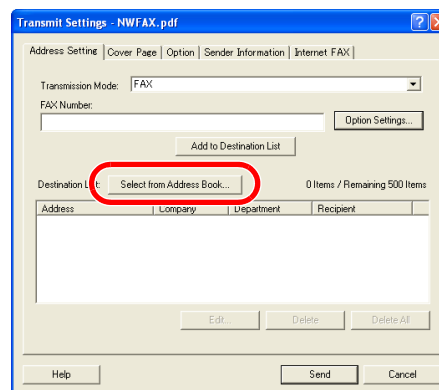 Transmit Settings - NWFAX.pdf
Address Setting Cover Page Option Sender Information Internet FAX
Transmission Mode: FAX
FAX Number:
Option Settings...
Add to Destination List
Destination List: Select from Address Book... 0 Items / Remaining 500 Items
Address Company Department Recipient
Edit... Delete Delete All
Help Send Cancel